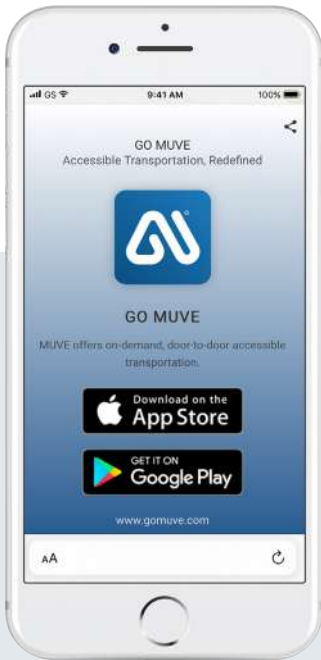 GS 9:41 AM 100%
GO MUVE
Accessible Transportation, Redefined
GO MUVE
MUVE offers on-demand, door-to-door accessible
transportation.
Download on the
App Store
GET IT ON
Google Play
www.gomuve.com
AA